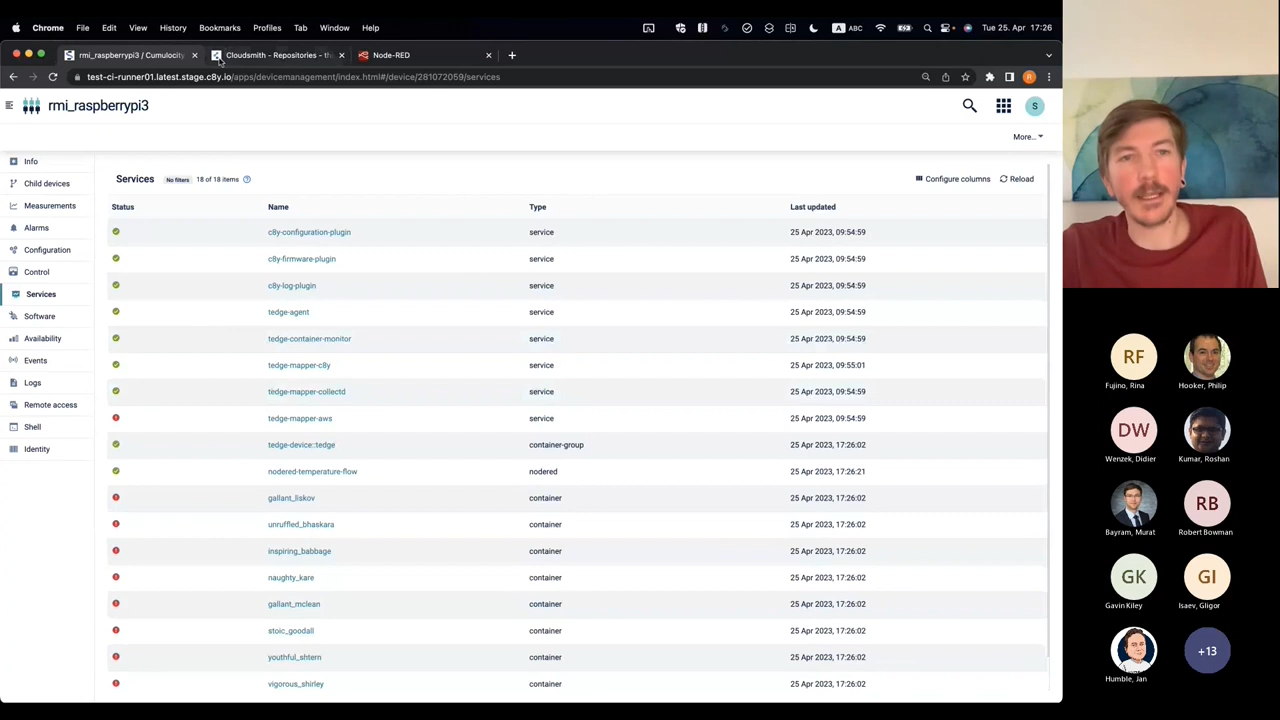 Chrome File Edit View History Bookmarks Profiles Tab Window Help A ABC Tue 25. Apr 17:26
rmi_raspberrypi3 / Cumulocity Cloudsmith - Repositories - th Node-RED
test-ci-runner01.latest.stage.c8y.io/apps/devicemanagement/index.html#/device/281072059/services R
rmi_raspberrypi3 S
More...
Info
Child devices
Measurements
Alarms
Configuration
Control
Services
Software
Availability
Events
Logs
Remote access
Shell
Identity
Services No filters 18 of 18 items Configure columns Reload
Status Name Type Last updated
c8y-configuration-plugin service 25 Apr 2023, 09:54:59
c8y-firmware-plugin service 25 Apr 2023, 09:54:59
c8y-log-plugin service 25 Apr 2023, 09:54:59
tedge-agent service 25 Apr 2023, 09:54:59
tedge-container-monitor service 25 Apr 2023, 09:54:59
tedge-mapper-c8y service 25 Apr 2023, 09:55:01
tedge-mapper-collectd service 25 Apr 2023, 09:54:59
tedge-mapper-aws service 25 Apr 2023, 09:54:59
tedge-device::tedge container-group 25 Apr 2023, 17:26:02
nodered-temperature-flow nodered 25 Apr 2023, 17:26:21
gallant_liskov container 25 Apr 2023, 17:26:02
unruffled_bhaskara container 25 Apr 2023, 17:26:02
inspiring_babbage container 25 Apr 2023, 17:26:02
naughty_kare container 25 Apr 2023, 17:26:02
gallant_mclean container 25 Apr 2023, 17:26:02
stoic_goodall container 25 Apr 2023, 17:26:02
youthful_shtern container 25 Apr 2023, 17:26:02
vigorous_shirley container 25 Apr 2023, 17:26:02
RF
Fujino, Rina Hooker, Philip
DW
Wenzek, Didier Kumar, Roshan
RB
Bayram, Murat Robert Bowman
GK GI
Gavin Kiley Isaev, Gligor
+13
Humble, Jan